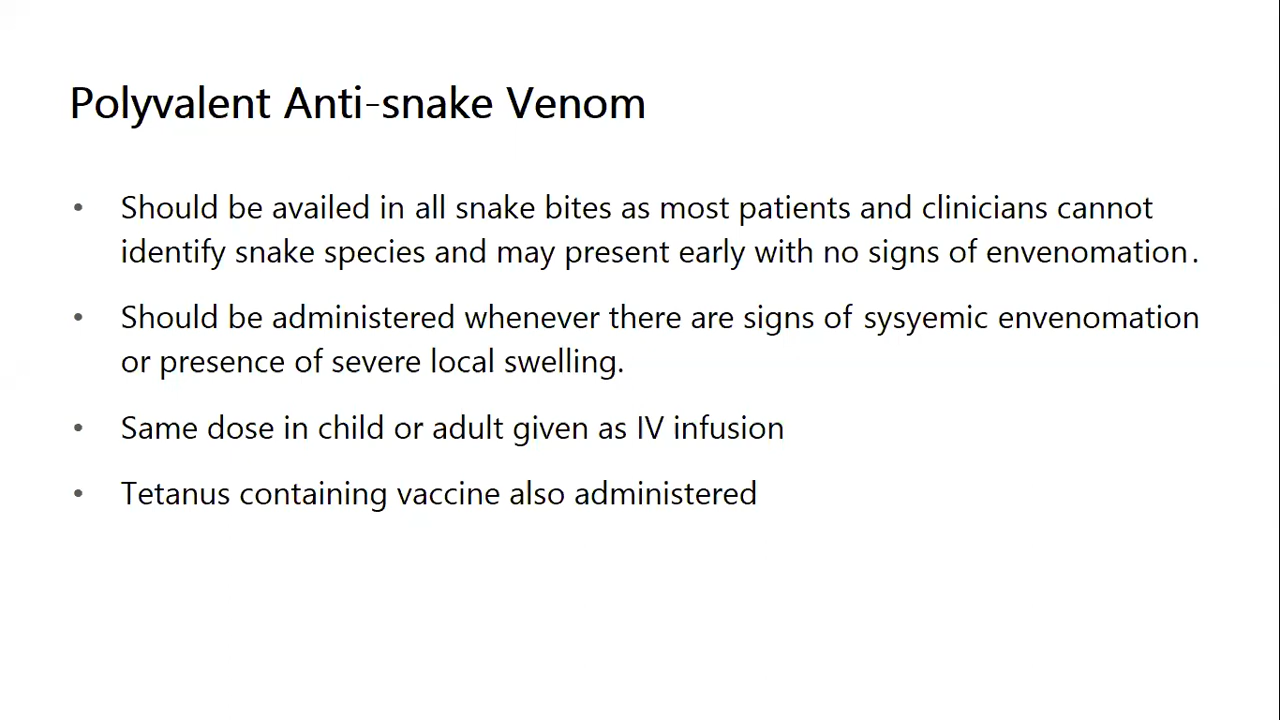 Polyvalent Anti-snake Venom
• Should be availed in all snake bites as most patients and clinicians cannot
identify snake species and may present early with no signs of envenomation.
• Should be administered whenever there are signs of sysyemic envenomation
or presence of severe local swelling.
• Same dose in child or adult given as IV infusion
• Tetanus containing vaccine also administered